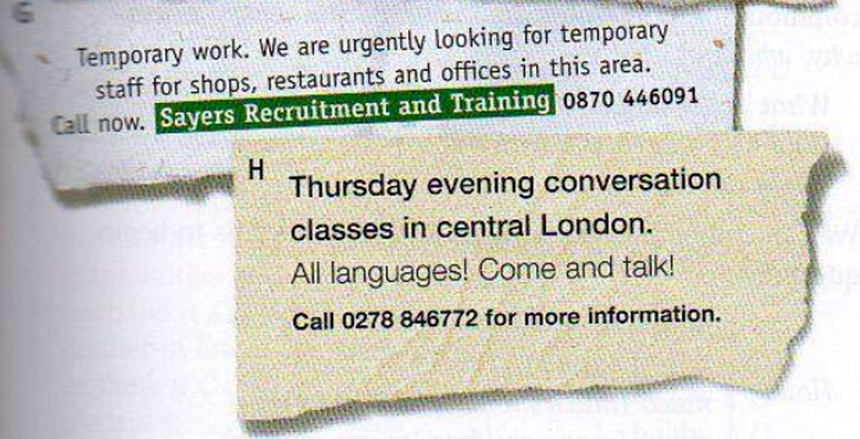 G
Temporary work. We are urgently looking for temporary
staff for shops, restaurants and offices in this area.
Call now. Sayers Recruitment and Training 0870 446091
H
Thursday evening conversation
classes in central London.
All languages! Come and talk!
Call 0278 846772 for more information.